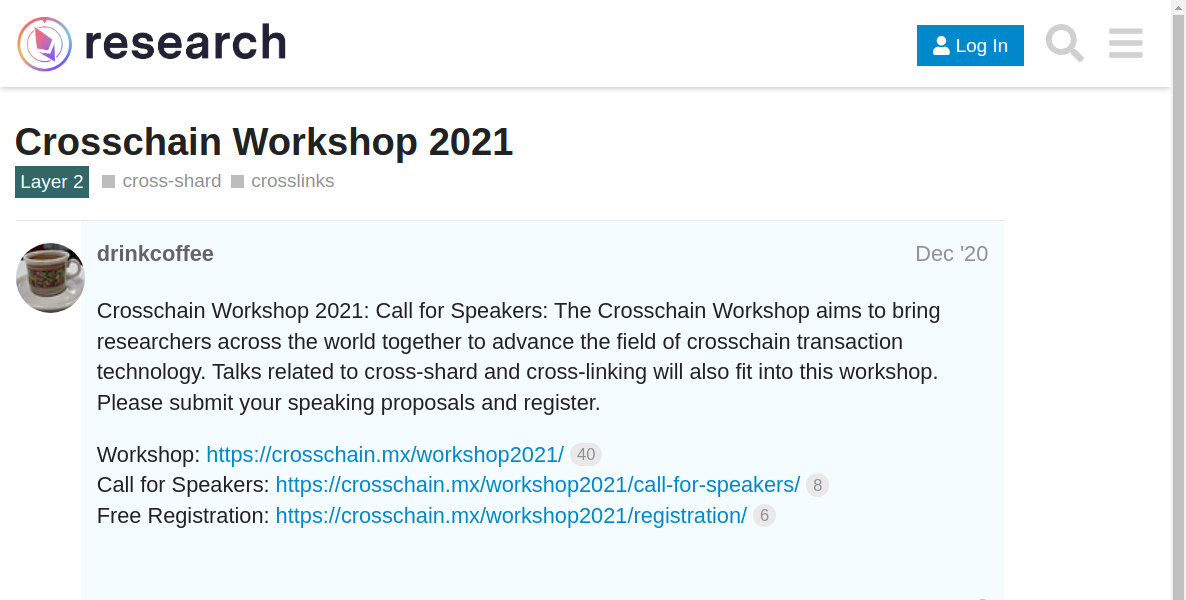 research
Log In
Crosschain Workshop 2021
Layer 2 cross-shard crosslinks
drinkcoffee Dec '20
Crosschain Workshop 2021: Call for Speakers: The Crosschain Workshop aims to bring
researchers across the world together to advance the field of crosschain transaction
technology. Talks related to cross-shard and cross-linking will also fit into this workshop.
Please submit your speaking proposals and register.
Workshop: https://crosschain.mx/workshop2021/ 40
Call for Speakers: https://crosschain.mx/workshop2021/call-for-speakers/ 8
Free Registration: https://crosschain.mx/workshop2021/registration/ 6